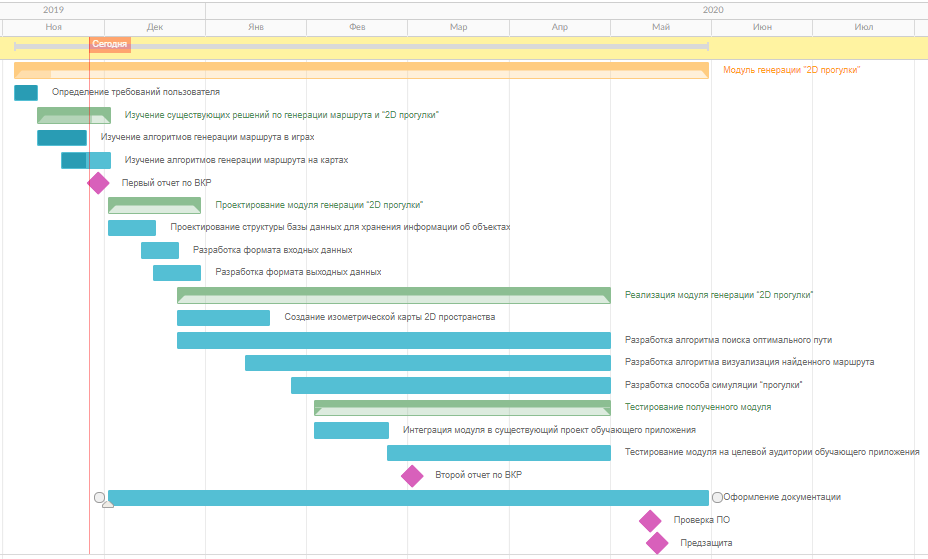 2019 2020
Ноя Дек Янв Фев Мар Апр Май Июн Июл
Сегодня
Модуль генерации "2D прогулки"
Определение требований пользователя
Изучение существующих решений по генерации маршрута и "2D прогулки"
Изучение алгоритмов генерации маршрута в играх
Изучение алгоритмов генерации маршрута на картах
Первый отчет по ВКР
Проектирование модуля генерации "2D прогулки"
Проектирование структуры базы данных для хранения информации об объектах
Разработка формата входных данных
Разработка формата выходных данных
Реализация модуля генерации "2D прогулки"
Создание изометрической карты 2D пространства
Разработка алгоритма поиска оптимального пути
Разработка алгоритма визуализация найденного маршрута
Разработка способа симуляции "прогулки"
Тестирование полученного модуля
Интеграция модуля в существующий проект обучающего приложения
Тестирование модуля на целевой аудитории обучающего приложения
Второй отчет по ВКР
Оформление документации
Проверка ПО
Предзащита